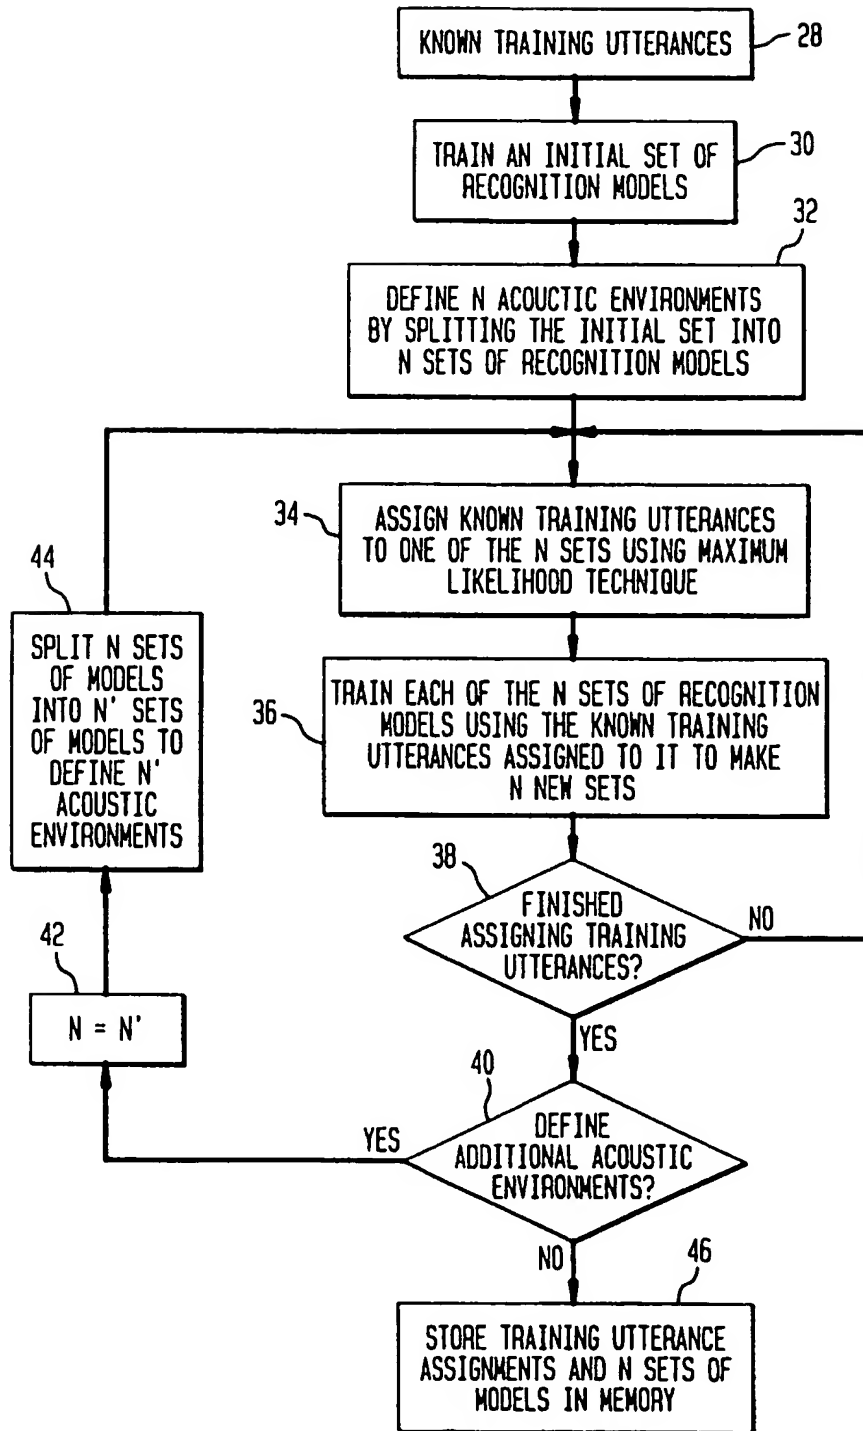 KNOWN TRAINING UTTERANCES
28
TRAIN AN INITIAL SET OF
RECOGNITION MODELS
30
32
DEFINE N ACOUCTIC ENVIRONMENTS
BY SPLITTING THE INITIAL SET INTO
N SETS OF RECOGNITION MODELS
34
ASSIGN KNOWN TRAINING UTTERANCES
TO ONE OF THE N SETS USING MAXIMUM
LIKELIHOOD TECHNIQUE
44
SPLIT N SETS
OF MODELS
INTO N' SETS
OF MODELS TO
DEFINE N'
ACOUSTIC
ENVIRONMENTS
36
TRAIN EACH OF THE N SETS OF RECOGNITION
MODELS USING THE KNOWN TRAINING
UTTERANCES ASSIGNED TO IT TO MAKE
N NEW SETS
38
FINISHED
ASSIGNING TRAINING
UTTERANCES?
NO
YES
42
N = N'
40
DEFINE
ADDITIONAL ACOUSTIC
ENVIRONMENTS?
YES
NO
46
STORE TRAINING UTTERANCE
ASSIGNMENTS AND N SETS OF
MODELS IN MEMORY